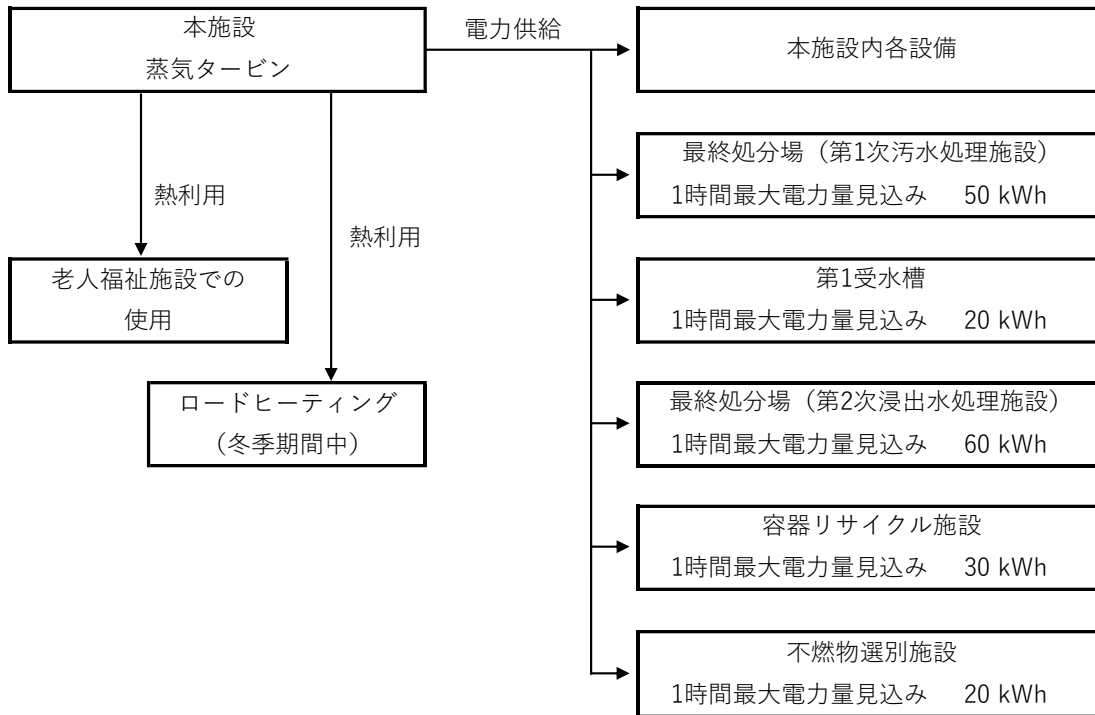 本施設
蒸気タービン
電力供給
本施設内各設備
最終処分場（第1次汚水処理施設）
1時間最大電力量見込み 50 kWh
熱利用
熱利用
老人福祉施設での
使用
第1受水槽
1時間最大電力量見込み 20 kWh
ロードヒーティング
（冬季期間中）
最終処分場（第2次浸出水処理施設）
1時間最大電力量見込み 60 kWh
容器リサイクル施設
1時間最大電力量見込み 30 kWh
不燃物選別施設
1時間最大電力量見込み 20 kWh